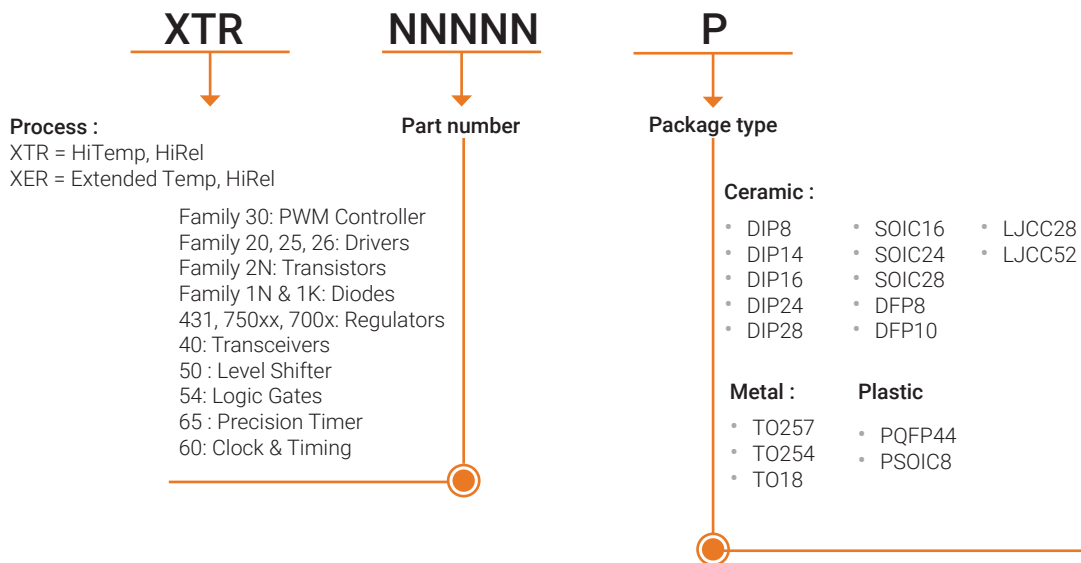 XTR NNNNN P
Process :
XTR = HiTemp, HiRel
XER = Extended Temp, HiRel
Part number
Family 30: PWM Controller
Family 20, 25, 26: Drivers
Family 2N: Transistors
Family 1N & 1K: Diodes
431, 750xx, 700x: Regulators
40: Transceivers
50 : Level Shifter
54: Logic Gates
65 : Precision Timer
60: Clock & Timing
Package type
Ceramic :
• DIP8
• DIP14
• DIP16
• DIP24
• DIP28
• SOIC16
• SOIC24
• SOIC28
• DFP8
• DFP10
• LJCC28
• LJCC52
Metal :
• TO257
• TO254
• TO18
Plastic
• PQFP44
• PSOIC8